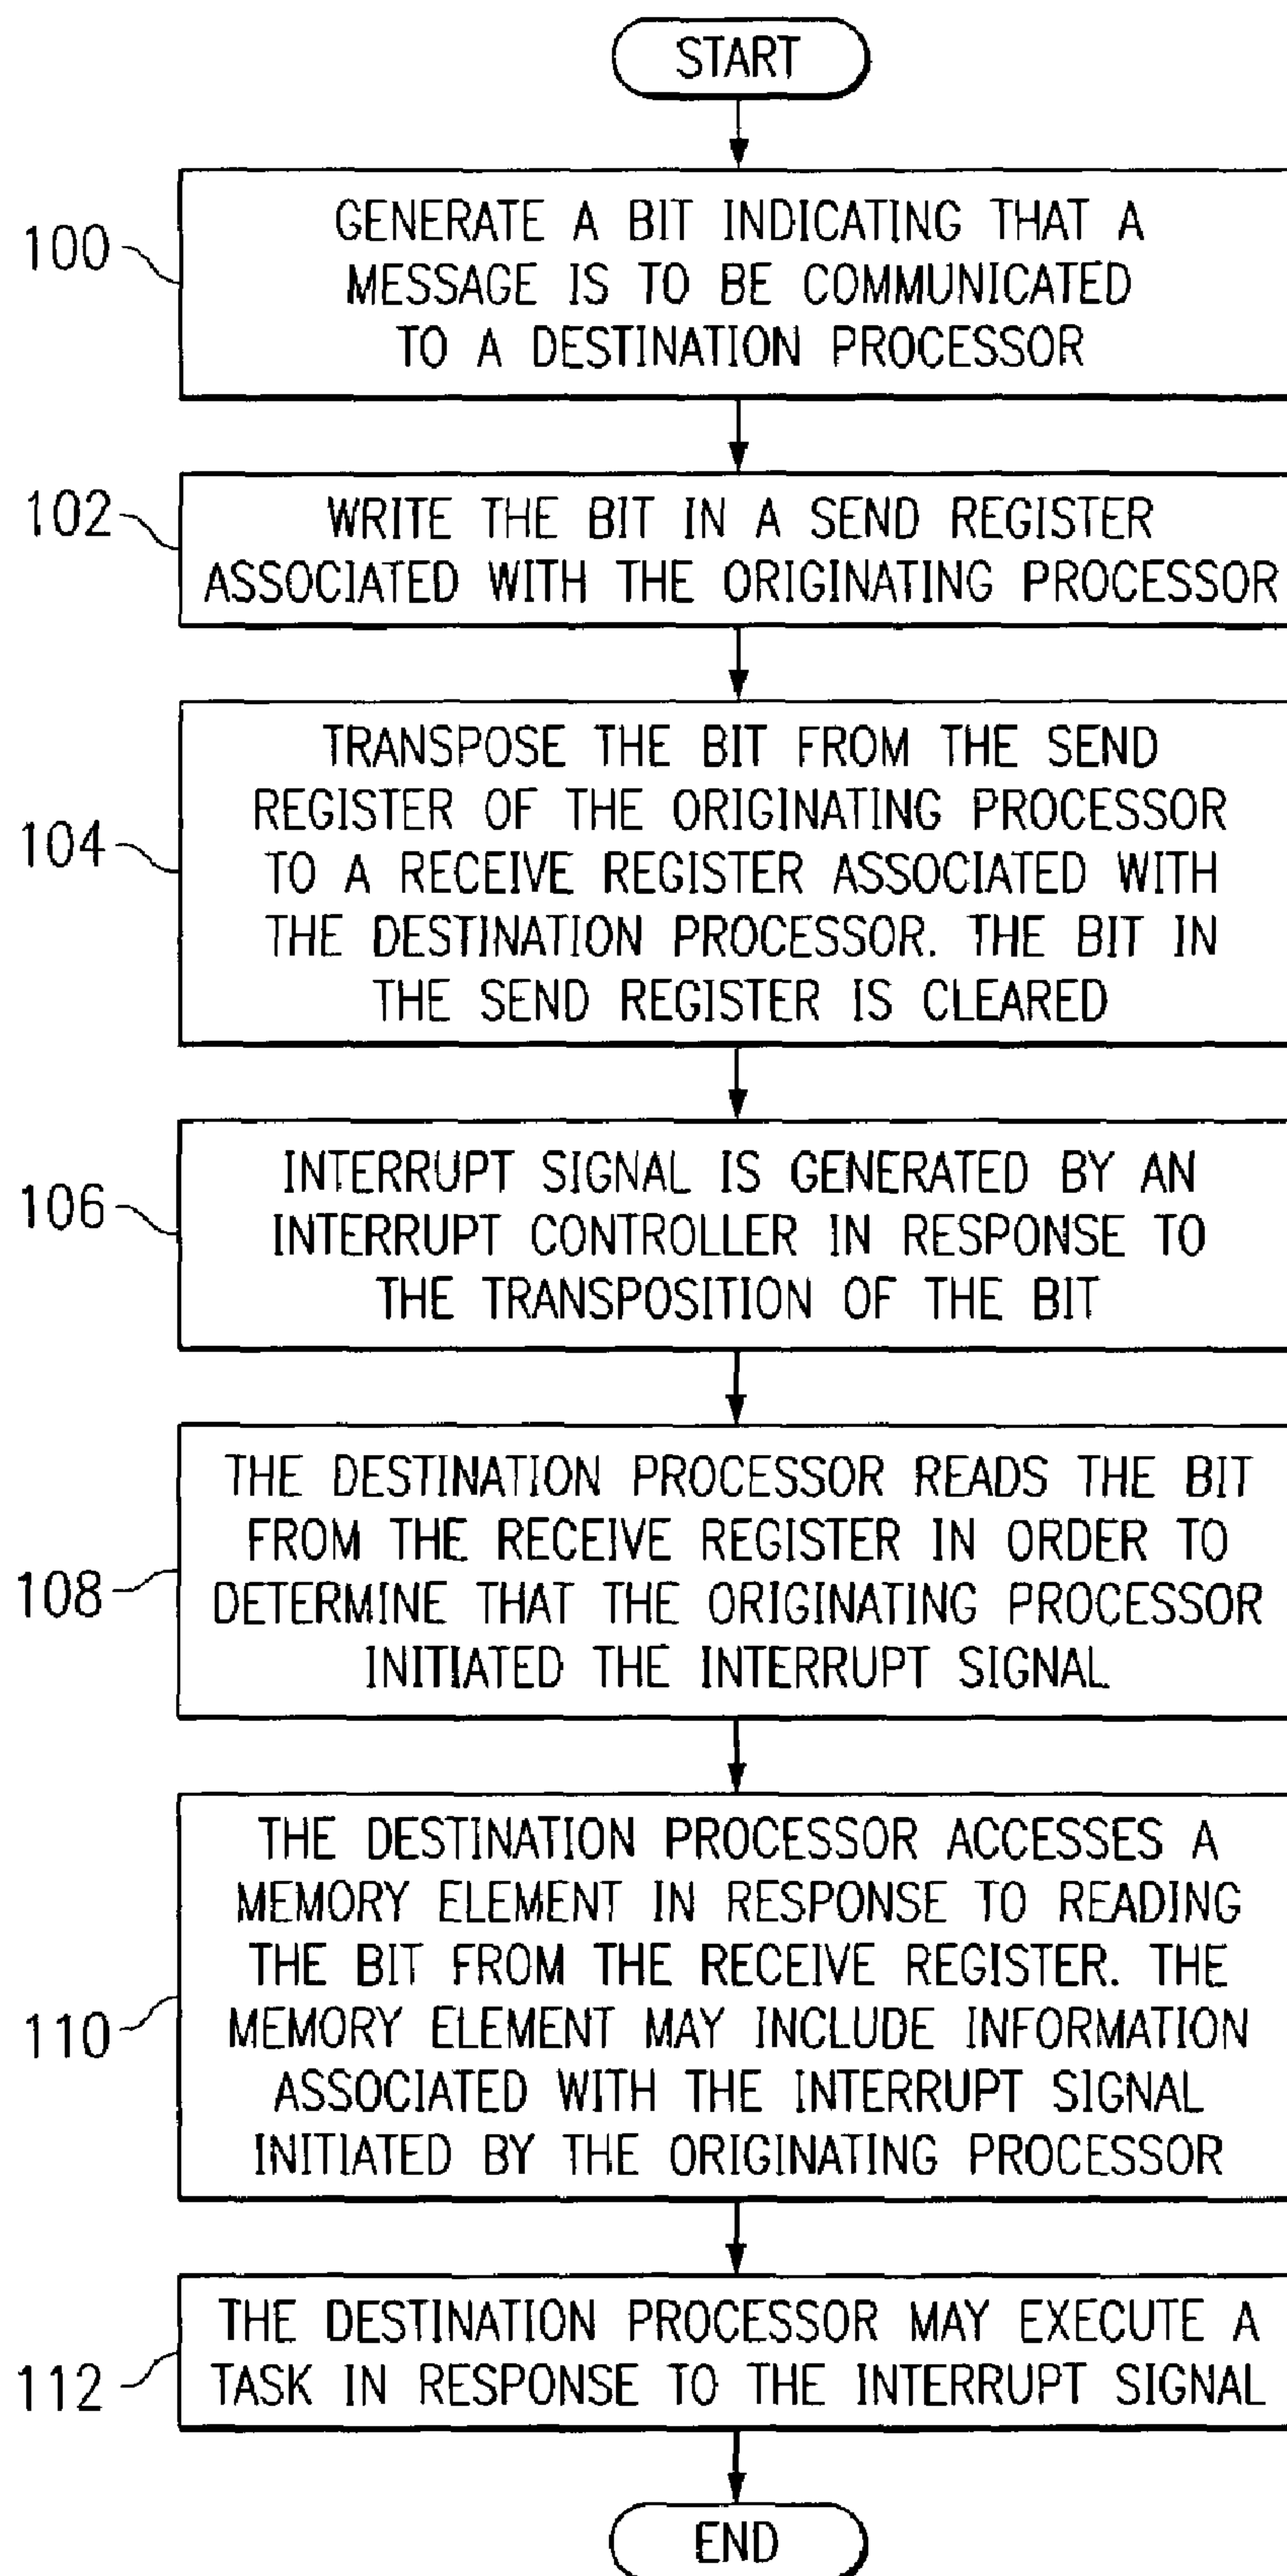 START
100
GENERATE A BIT INDICATING THAT A
MESSAGE IS TO BE COMMUNICATED
TO A DESTINATION PROCESSOR
102
WRITE THE BIT IN A SEND REGISTER
ASSOCIATED WITH THE ORIGINATING PROCESSOR
104
TRANSPOSE THE BIT FROM THE SEND
REGISTER OF THE ORIGINATING PROCESSOR
TO A RECEIVE REGISTER ASSOCIATED WITH
THE DESTINATION PROCESSOR. THE BIT IN
THE SEND REGISTER IS CLEARED
106
INTERRUPT SIGNAL IS GENERATED BY AN
INTERRUPT CONTROLLER IN RESPONSE TO
THE TRANSPOSITION OF THE BIT
108
THE DESTINATION PROCESSOR READS THE BIT
FROM THE RECEIVE REGISTER IN ORDER TO
DETERMINE THAT THE ORIGINATING PROCESSOR
INITIATED THE INTERRUPT SIGNAL
110
THE DESTINATION PROCESSOR ACCESSES A
MEMORY ELEMENT IN RESPONSE TO READING
THE BIT FROM THE RECEIVE REGISTER. THE
MEMORY ELEMENT MAY INCLUDE INFORMATION
ASSOCIATED WITH THE INTERRUPT SIGNAL
INITIATED BY THE ORIGINATING PROCESSOR
112
THE DESTINATION PROCESSOR MAY EXECUTE A
TASK IN RESPONSE TO THE INTERRUPT SIGNAL
END